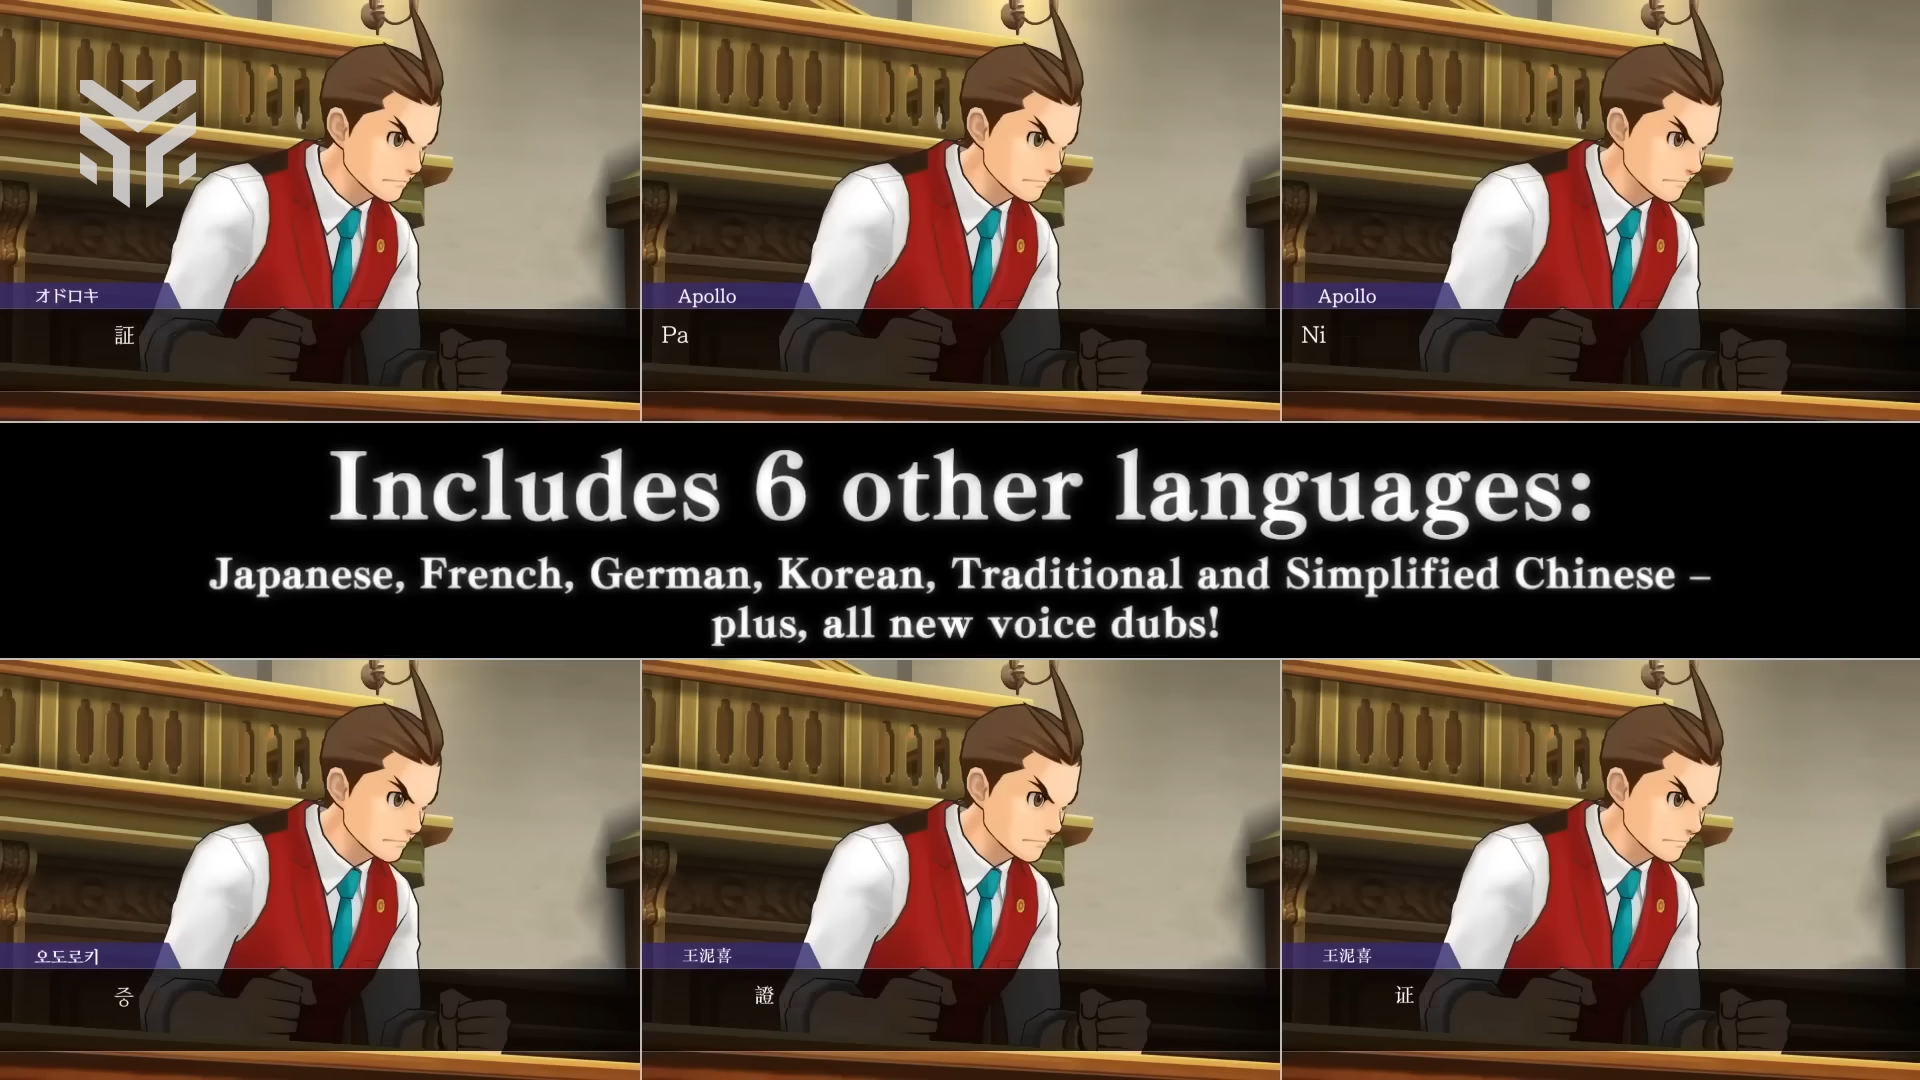 オドロキ
証
Apollo
Pa
Apollo
Ni
Includes 6 other languages:
Japanese, French, German, Korean, Traditional and Simplified Chinese –
plus, all new voice dubs!
오도로키
증
王泥喜
證
王泥喜
证